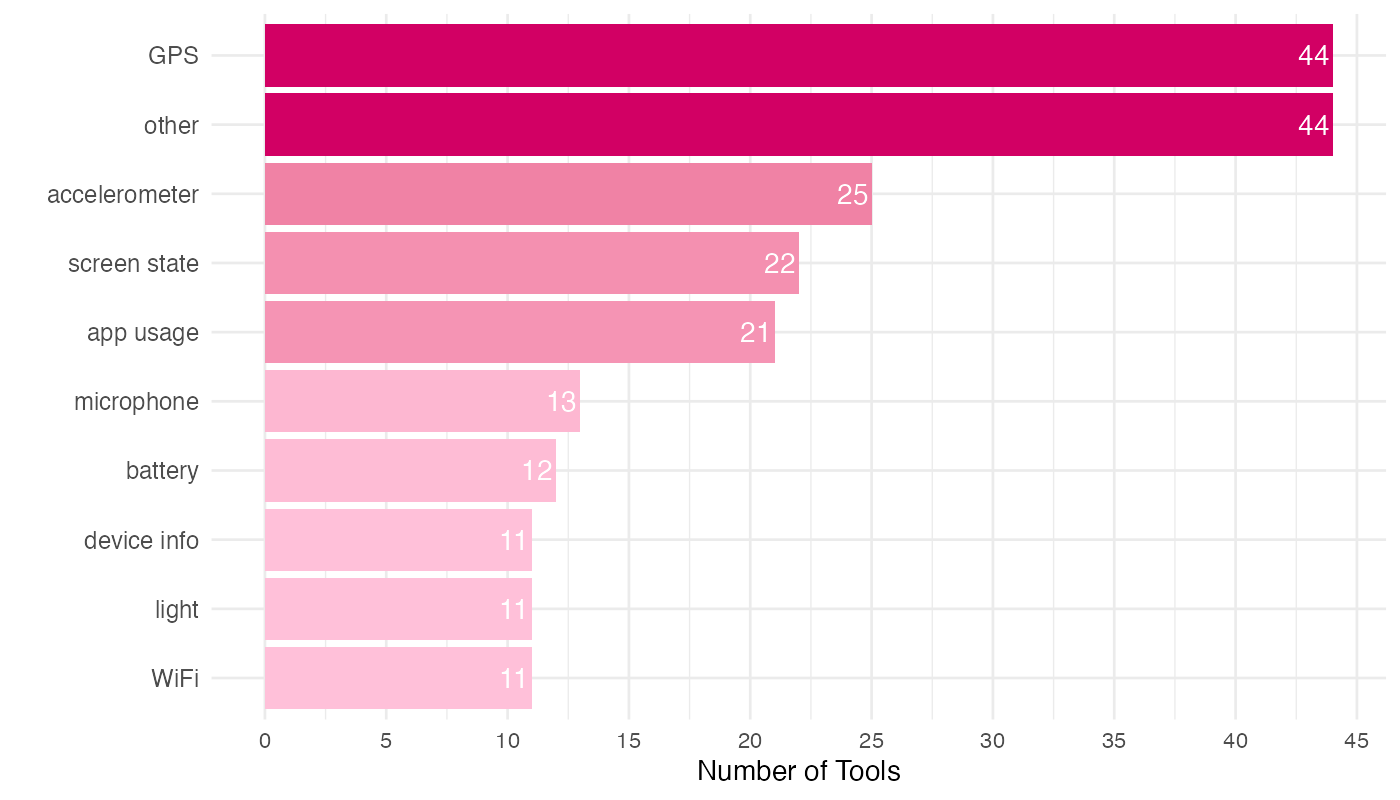 GPS 44
other 44
accelerometer 25
screen state 22
app usage 21
microphone 13
battery 12
device info 11
light 11
WiFi 11
0 5 10 15 20 25 30 35 40 45
Number of Tools